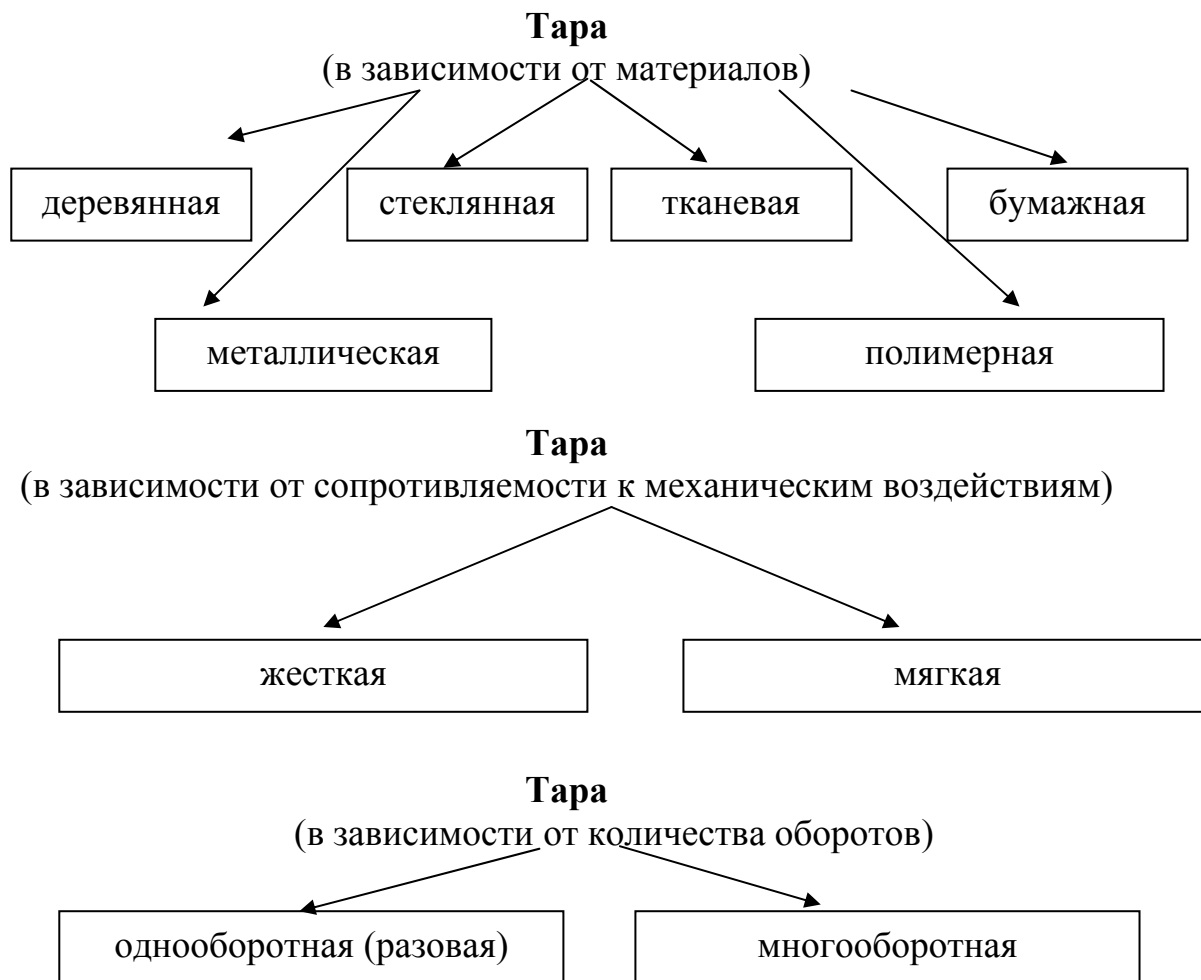 Тара
(в зависимости от материалов)
деревянная стеклянная тканевая бумажная
металлическая полимерная
Тара
(в зависимости от сопротивляемости к механическим воздействиям)
жесткая мягкая
Тара
(в зависимости от количества оборотов)
однооборотная (разовая) многооборотная